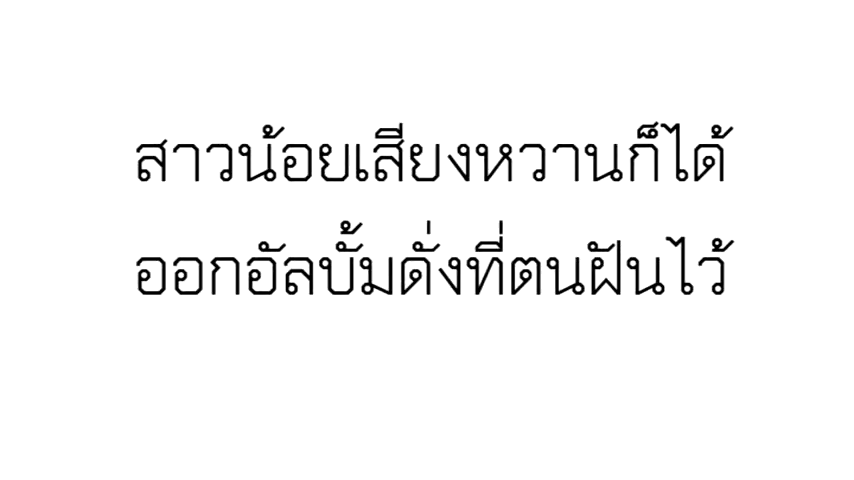 สาวน้อยเสียงหวานก็ได้
ออกอัลบั้มดั่งที่ตนฝันไว้